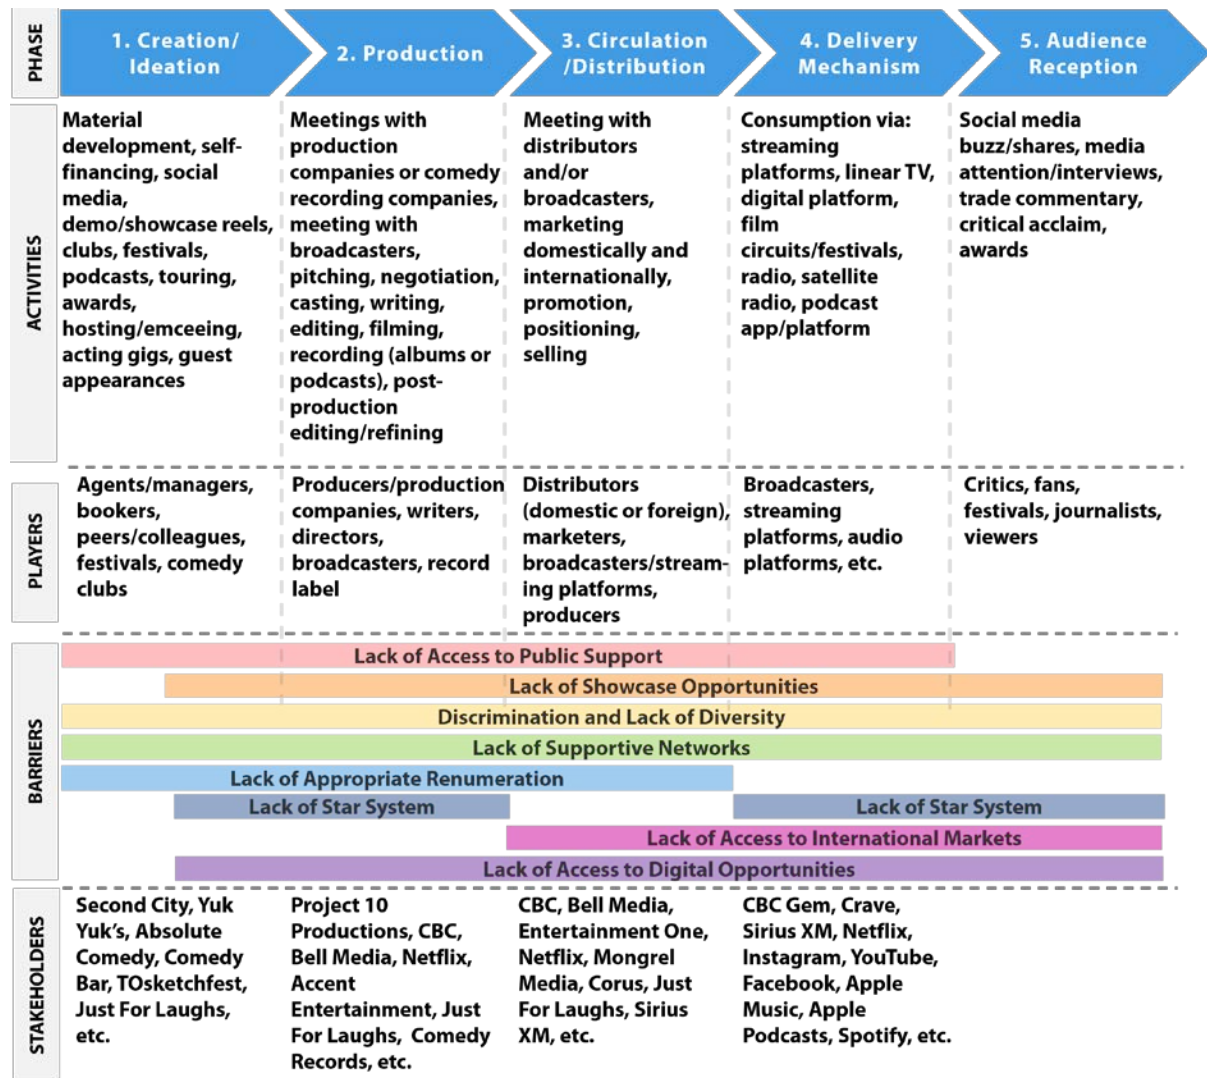 PHASE
1. Creation/
Ideation
2. Production
3. Circulation
/Distribution
4. Delivery
Mechanism
5. Audience
Reception
ACTIVITIES
Material
development, self-
financing, social
media,
demo/showcase reels,
clubs, festivals,
podcasts, touring,
awards,
hosting/emceeing,
acting gigs, guest
appearances
Meetings with
production
companies or comedy
recording companies,
meeting with
broadcasters,
pitching, negotiation,
casting, writing,
editing, filming,
recording (albums or
podcasts), post-
production
editing/refining
Meeting with
distributors
and/or
broadcasters,
marketing
domestically and
internationally,
promotion,
positioning,
selling
Consumption via:
streaming
platforms, linear TV,
digital platform,
film
circuits/festivals,
radio, satellite
radio, podcast
app/platform
Social media
buzz/shares, media
attention/interviews,
trade commentary,
critical acclaim,
awards
PLAYERS
Agents/managers,
bookers,
peers/colleagues,
festivals, comedy
clubs
Producers/production
companies, writers,
directors,
broadcasters, record
label
Distributors
(domestic or foreign),
marketers,
broadcasters/stream-
ing platforms,
producers
Broadcasters,
streaming
platforms, audio
platforms, etc.
Critics, fans,
festivals, journalists,
viewers
BARRIERS
Lack of Access to Public Support
Lack of Showcase Opportunities
Discrimination and Lack of Diversity
Lack of Supportive Networks
Lack of Appropriate Renumeration
Lack of Star System
Lack of Star System
Lack of Access to International Markets
Lack of Access to Digital Opportunities
STAKEHOLDERS
Second City, Yuk
Yuk's, Absolute
Comedy, Comedy
Bar, TOsketchfest,
Just For Laughs,
etc.
Project 10
Productions, CBC,
Bell Media, Netflix,
Accent
Entertainment, Just
For Laughs, Comedy
Records, etc.
CBC, Bell Media,
Entertainment One,
Netflix, Mongrel
Media, Corus, Just
For Laughs, Sirius
XM, etc.
CBC Gem, Crave,
Sirius XM, Netflix,
Instagram, YouTube,
Facebook, Apple
Music, Apple
Podcasts, Spotify, etc.